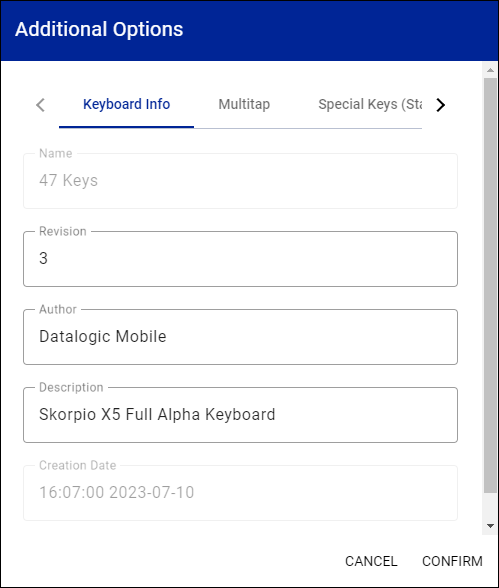 Additional Options
Keyboard Info Multitap Special Keys (Sta
Name
47 Keys
Revision
3
Author
Datalogic Mobile
Description
Skorpio X5 Full Alpha Keyboard
Creation Date
16:07:00 2023-07-10
CANCEL CONFIRM